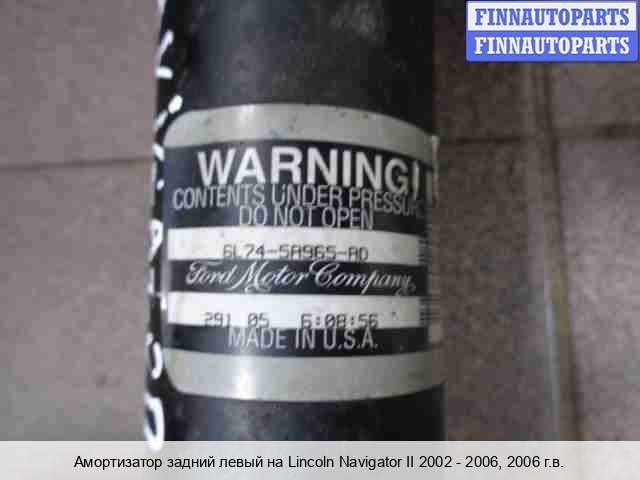 FINNAUTOPARTS
FINNAUTOPARTS
WARNING!
CONTENTS UNDER PRESSURE
DO NOT OPEN
6L74-5A965-AD
Ford Motor Company
291 05 6:08:56
MADE IN U.S.A.
Амортизатор задний левый на Lincoln Navigator II 2002 - 2006, 2006 г.в.